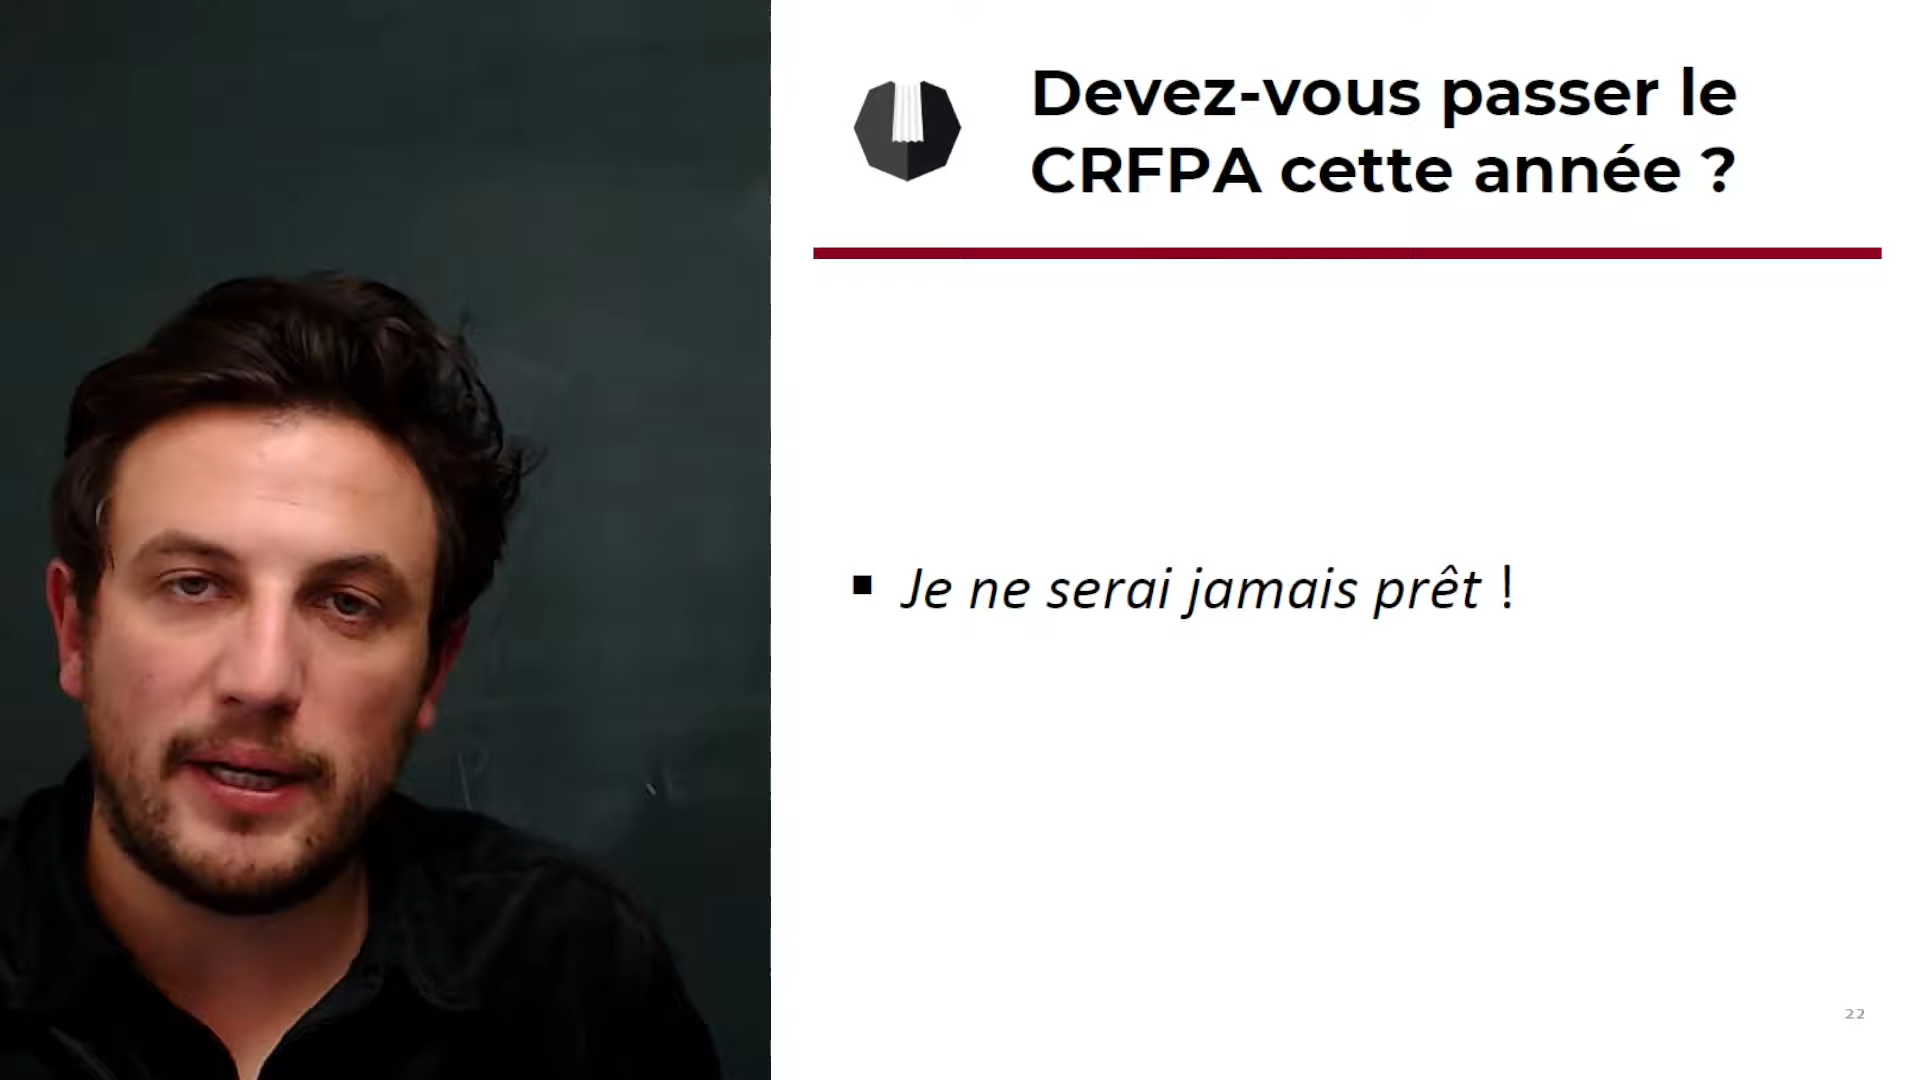 Devez-vous passer le
CRFPA cette année ?
▪ Je ne serai jamais prêt !
22